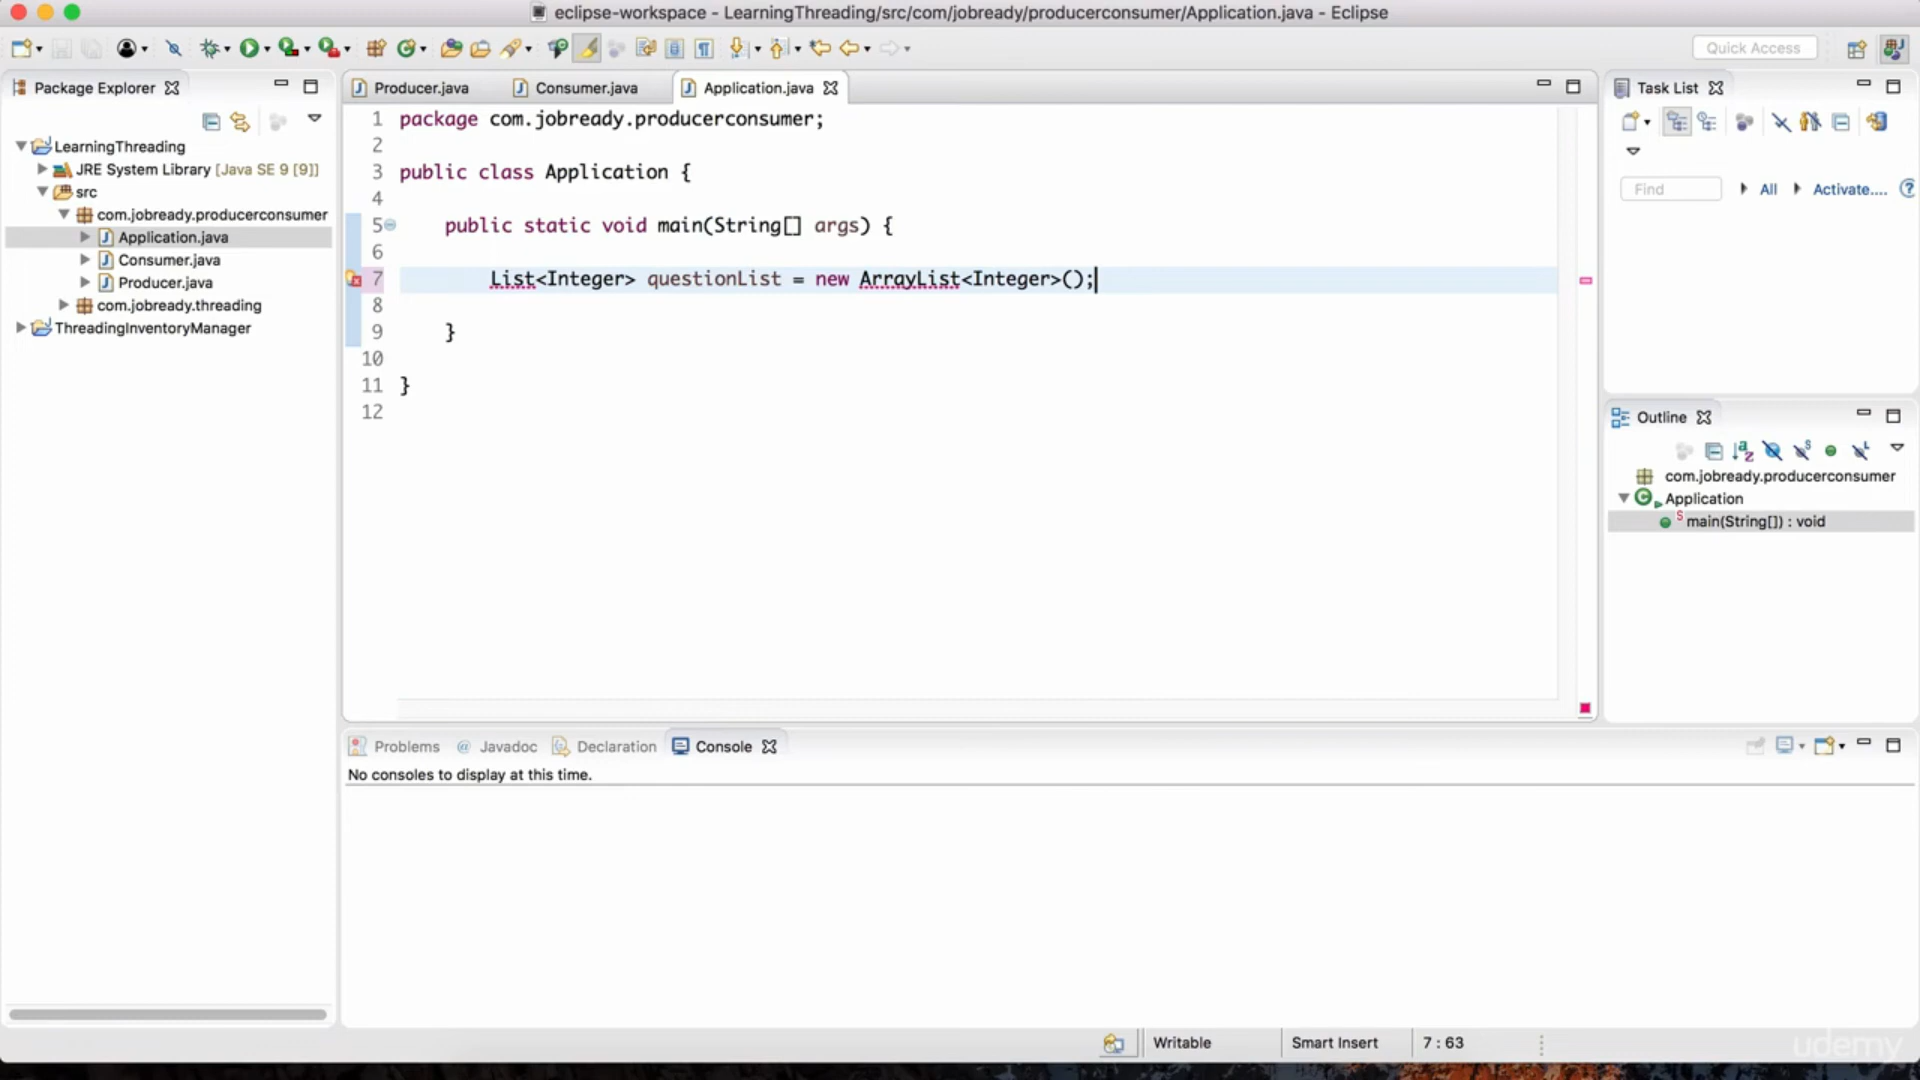 eclipse-workspace - LearningThreading/src/com/jobready/producerconsumer/Application.java - Eclipse
Quick Access
Package Explorer
LearningThreading
JRE System Library [Java SE 9 [9]]
src
com.jobready.producerconsumer
Application.java
Consumer.java
Producer.java
com.jobready.threading
ThreadingInventoryManager
Producer.java
Consumer.java
Application.java
1 package com.jobready.producerconsumer;
2
3 public class Application {
4
5 public static void main(String[] args) {
6
7 List<Integer> questionList = new ArrayList<Integer>();
8
9 }
10
11 }
12
Task List
Find
All
Activate....
Outline
com.jobready.producerconsumer
Application
main(String[]) : void
Problems
Javadoc
Declaration
Console
No consoles to display at this time.
Writable
Smart Insert
7 : 63
udemy